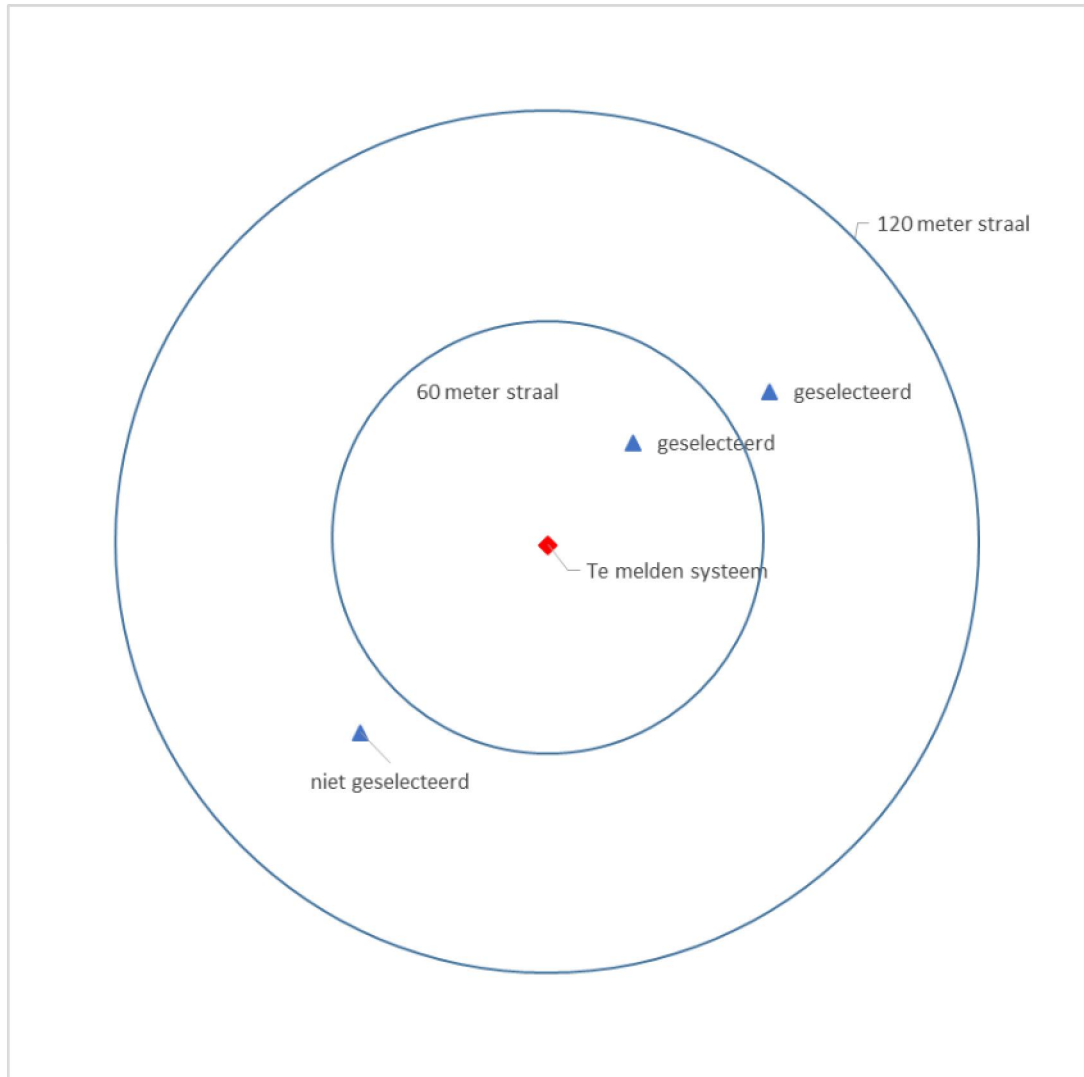 120 meter straal
60 meter straal
geselecteerd
geselecteerd
Te melden systeem
niet geselecteerd